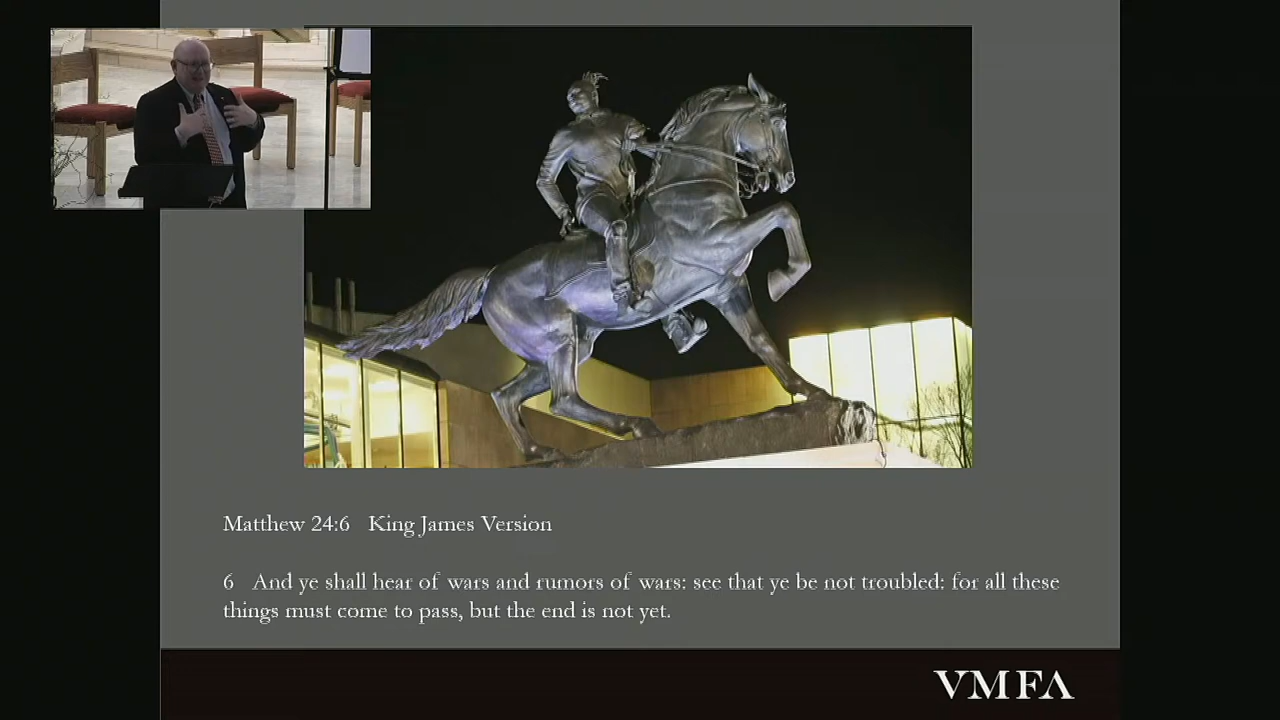 Matthew 24:6 King James Version
6 And ye shall hear of wars and rumors of wars: see that ye be not troubled: for all these
things must come to pass, but the end is not yet.
VMFA